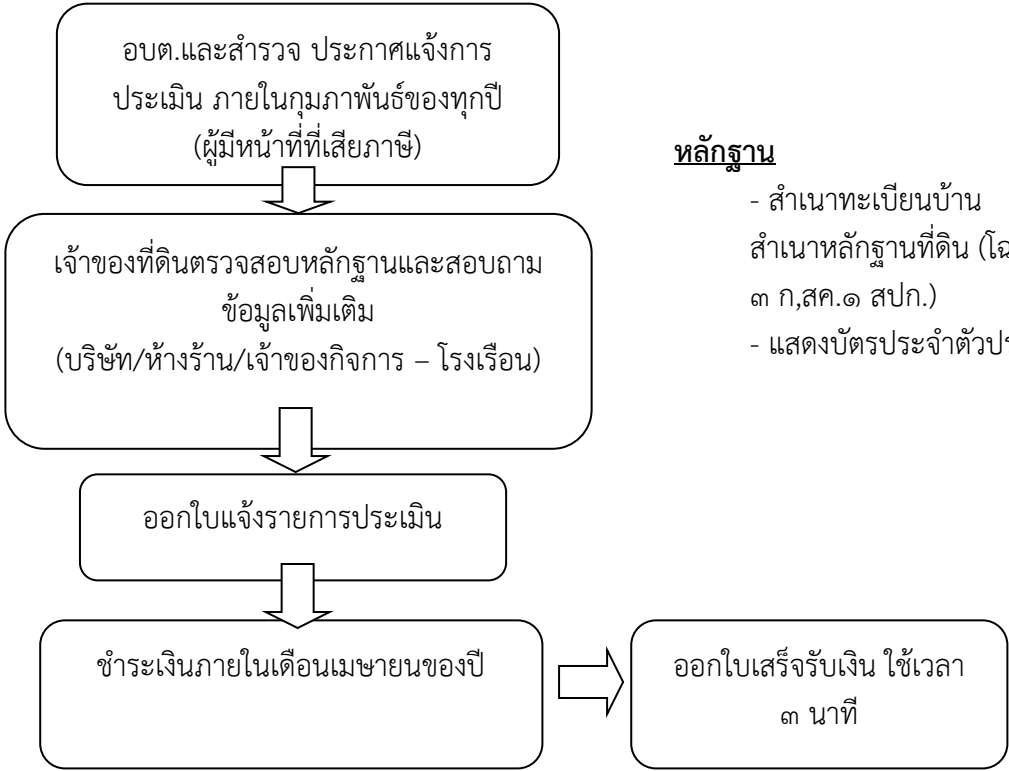 อบต.และสำรวจ ประกาศแจ้งการ
ประเมิน ภายในกุมภาพันธ์ของทุกปี
(ผู้มีหน้าที่ที่เสียภาษี)
หลักฐาน
- สำเนาทะเบียนบ้าน
สำเนาหลักฐานที่ดิน (โฉ
๓ ก,สค.๑ สปก.)
- แสดงบัตรประจำตัวปร
เจ้าของที่ดินตรวจสอบหลักฐานและสอบถาม
ข้อมูลเพิ่มเติม
(บริษัท/ห้างร้าน/เจ้าของกิจการ – โรงเรือน)
ออกใบแจ้งรายการประเมิน
ชำระเงินภายในเดือนเมษายนของปี
ออกใบเสร็จรับเงิน ใช้เวลา
๓ นาที